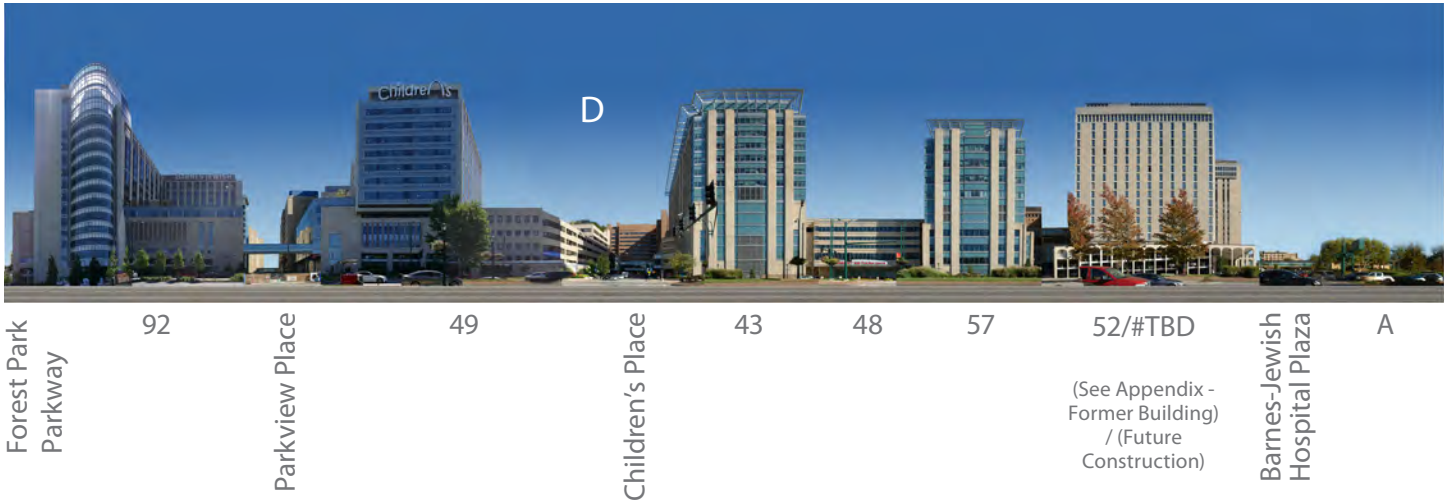 Children's
D
Forest Park
Parkway
92
Parkview Place
49
Children's Place
43
48
57
52/#TBD
(See Appendix -
Former Building)
/ (Future
Construction)
Barnes-Jewish
Hospital Plaza
A